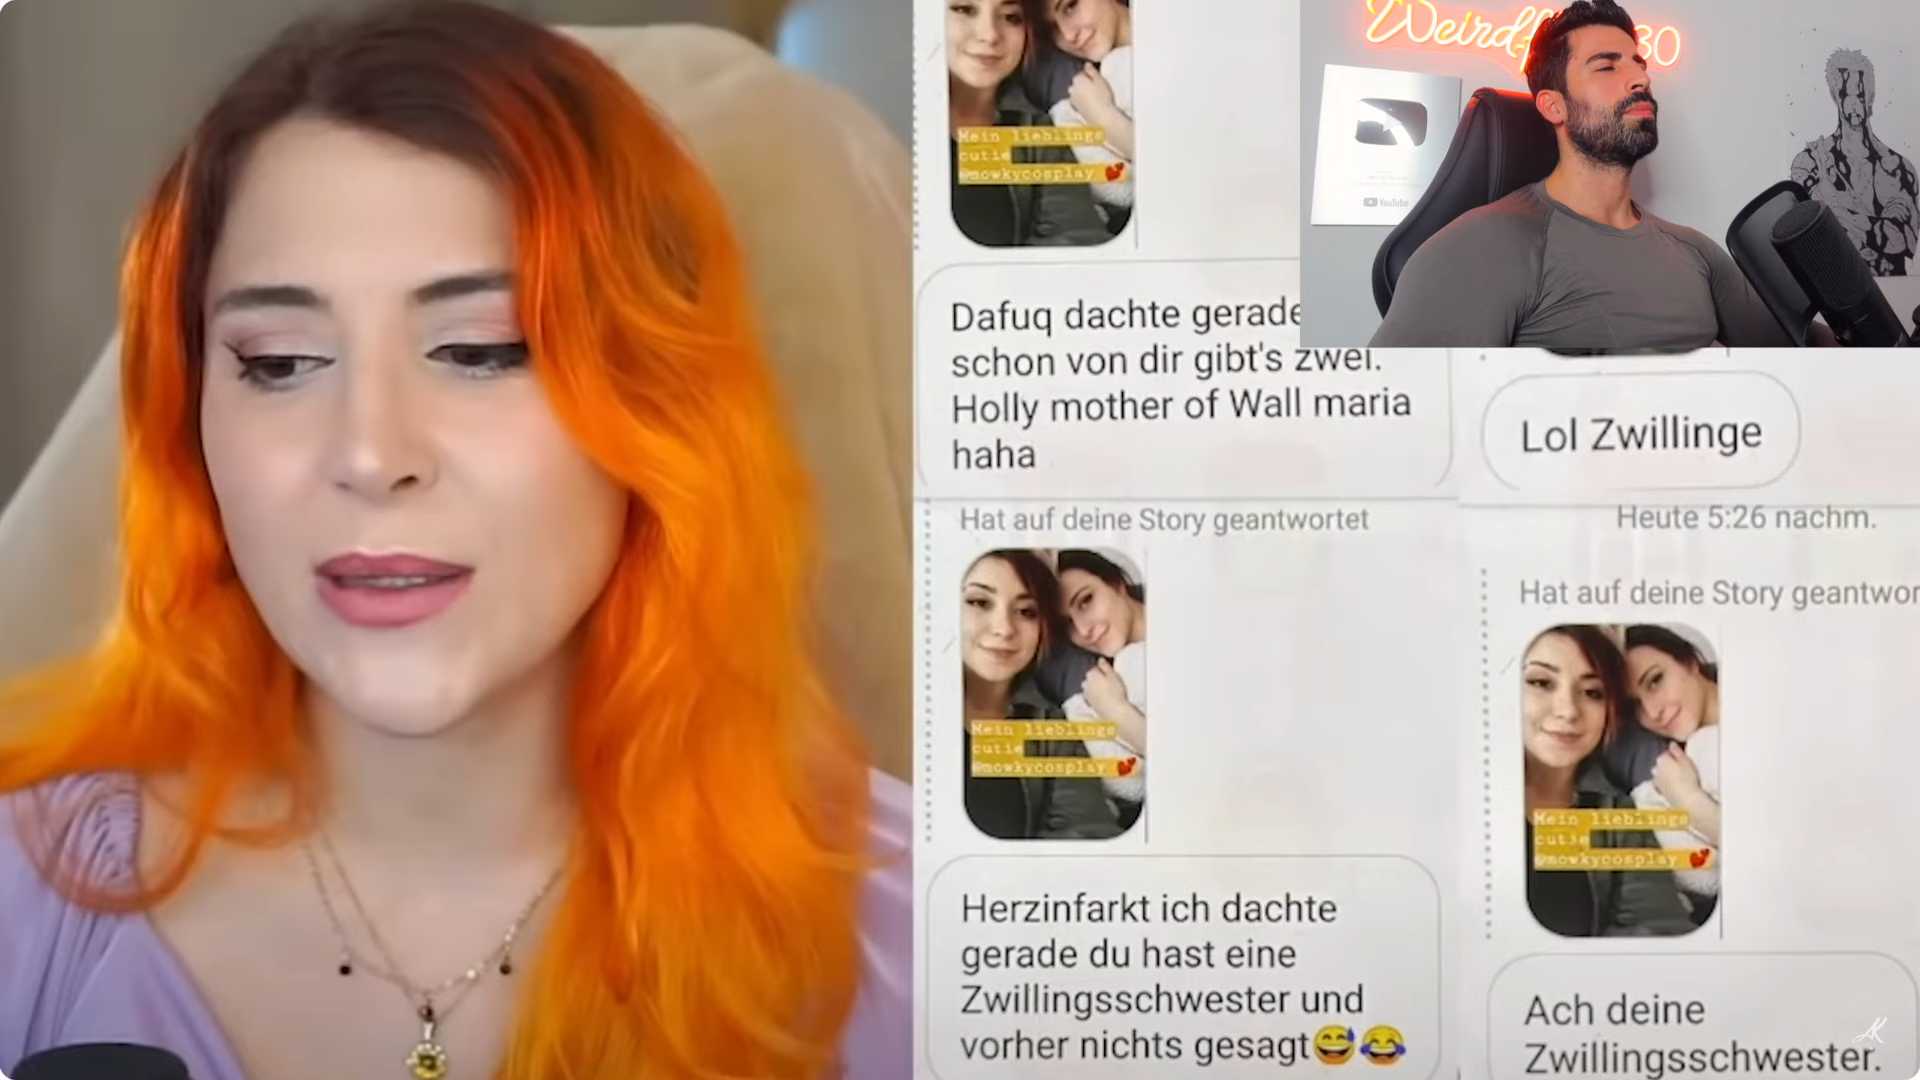 Mein lieblings
cutie
@mowkycosplay
Dafuq dachte gerade
schon von dir gibt's zwei.
Holly mother of Wall maria
haha
Hat auf deine Story geantwortet
Mein lieblings
cutie
@mowkycosplay
Herzinfarkt ich dachte
gerade du hast eine
Zwillingsschwester und
vorher nichts gesagt😅😂
30
YouTube
Lol Zwillinge
Heute 5:26 nachm.
Hat auf deine Story geantwor
Mein lieblings
cutie
@mowkycosplay
Ach deine
Zwillingsschwester.